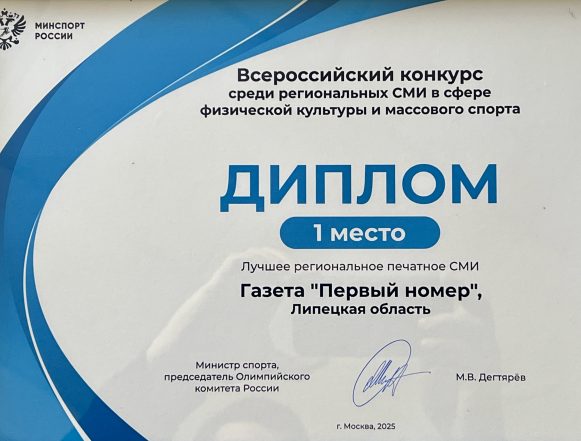 МИНСПОРТ
РОССИИ
Всероссийский конкурс
среди региональных СМИ в сфере
физической культуры и массового спорта
ДИПЛОМ
1 место
Лучшее региональное печатное СМИ
Газета "Первый номер",
Липецкая область
Министр спорта,
председатель Олимпийского
комитета России
М.В. Дегтярёв
г. Москва, 2025